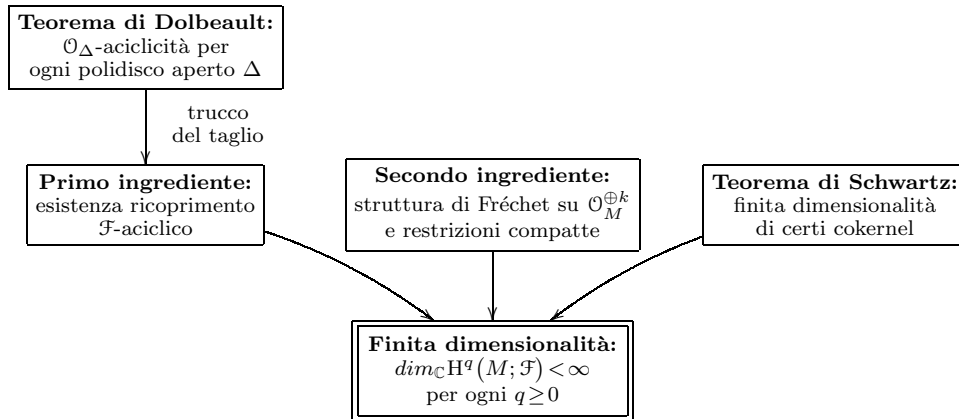 Teorema di Dolbeault:
𝒪_Δ-aciclicità per
ogni polidisco aperto Δ
trucco
del taglio
Primo ingrediente:
esistenza ricoprimento
ℱ-aciclico
Secondo ingrediente:
struttura di Fréchet su 𝒪_M^{⊕k}
e restrizioni compatte
Teorema di Schwartz:
finita dimensionalità
di certi cokernel
Finita dimensionalità:
dim_ℂ H^q(M; ℱ) < ∞
per ogni q ≥ 0